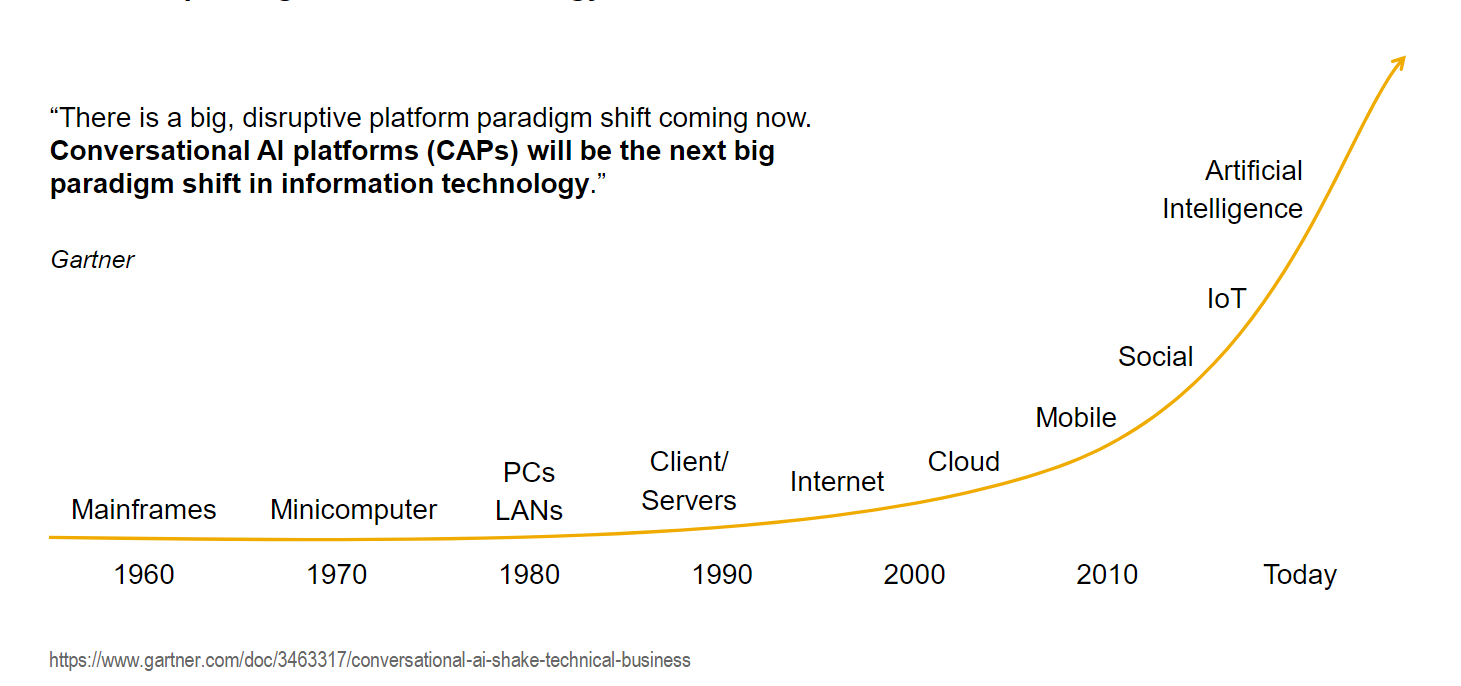 “There is a big, disruptive platform paradigm shift coming now.
Conversational AI platforms (CAPs) will be the next big
paradigm shift in information technology.”
Gartner
Artificial
Intelligence
IoT
Social
Mobile
Cloud
Internet
Client/
Servers
PCs
LANs
Minicomputer
Mainframes
1960 1970 1980 1990 2000 2010 Today
https://www.gartner.com/doc/3463317/conversational-ai-shake-technical-business